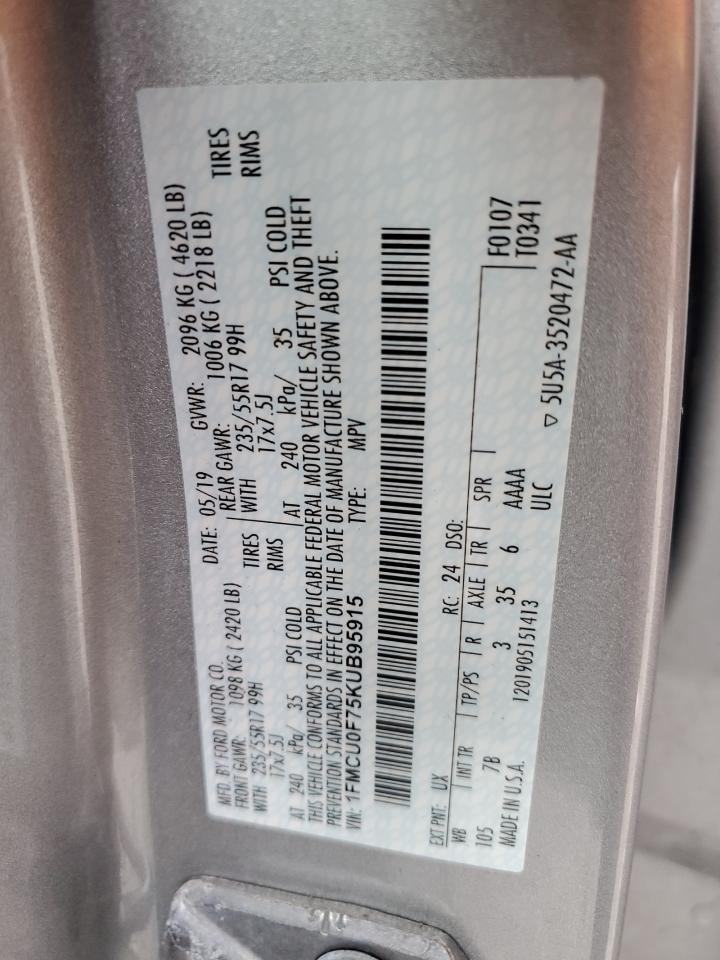 MFD. BY FORD MOTOR CO.
DATE: 05/19 GVWR: 2096 KG ( 4620 LB)
FRONT GAWR: 1098 KG ( 2420 LB) REAR GAWR: 1006 KG ( 2218 LB)
WITH 235/55R17 99H TIRES WITH 235/55R17 99H TIRES
17x7.5J RIMS 17x7.5J RIMS
AT 240 kPa/ 35 PSI COLD AT 240 kPa/ 35 PSI COLD
THIS VEHICLE CONFORMS TO ALL APPLICABLE FEDERAL MOTOR VEHICLE SAFETY AND THEFT
PREVENTION STANDARDS IN EFFECT ON THE DATE OF MANUFACTURE SHOWN ABOVE.
VIN: 1FMCU0F75KUB95915 TYPE: MPV
EXT PNT: UX RC: 24 DSO: F0107
WB INT TR TP/PS R AXLE TR SPR T0341
105 7B 3 35 6 AAAA
MADE IN U.S.A. 1201905151413 ULC ▽ 5U5A-3520472-AA